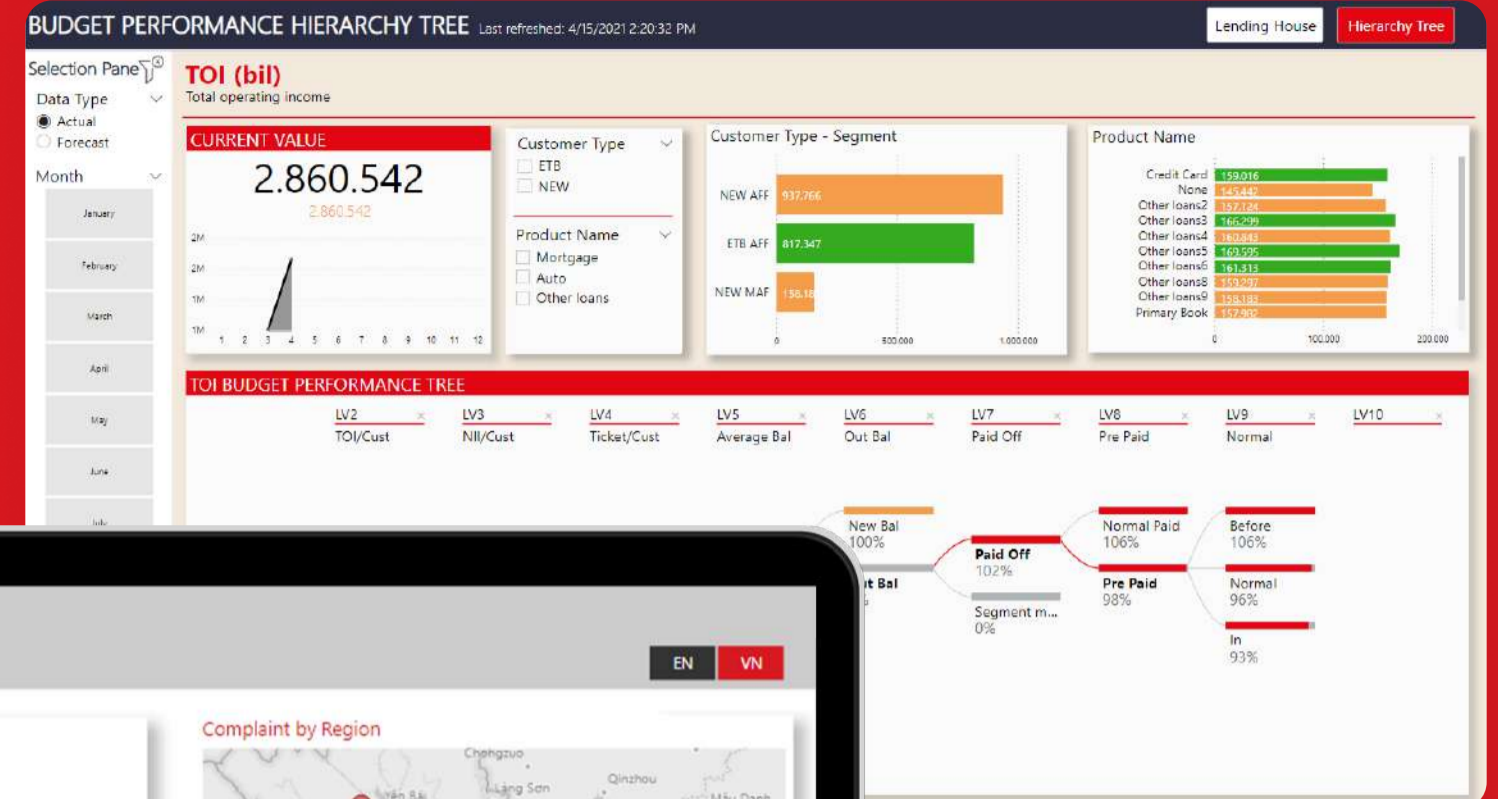 BUDGET PERFORMANCE HIERARCHY TREE Last refreshed: 4/15/2021 2:20:32 PM
Lending House
Hierarchy Tree
Selection Pane
Data Type
Actual
Forecast
Month
January
February
March
April
May
June
July
TOI (bil)
Total operating income
CURRENT VALUE
2.860.542
2.860.542
2M
2M
1M
1M
1 2 3 4 5 6 7 8 9 10 11 12
Customer Type
ETB
NEW
Product Name
Mortgage
Auto
Other loans
Customer Type - Segment
NEW AFF 937.766
ETB AFF 817.347
NEW MAF 158.18
0 500.000 1.000.000
Product Name
Credit Card 159.016
None 145.442
Other loans2 157.124
Other loans3 166.299
Other loans4 160.843
Other loans5 169.595
Other loans6 161.313
Other loans8 159.297
Other loans9 158.183
Primary Book 157.982
0 100.000 200.000
TOI BUDGET PERFORMANCE TREE
LV2 LV3 LV4 LV5 LV6 LV7 LV8 LV9 LV10
TOI/Cust NII/Cust Ticket/Cust Average Bal Out Bal Paid Off Pre Paid Normal
New Bal
100%
Bal
Paid Off
102%
Segment m...
0%
Normal Paid
106%
Pre Paid
98%
Before
106%
Normal
96%
In
93%
EN VN
Complaint by Region
Chongzuo
Yên Bái
Lạng Sơn
Qinzhou